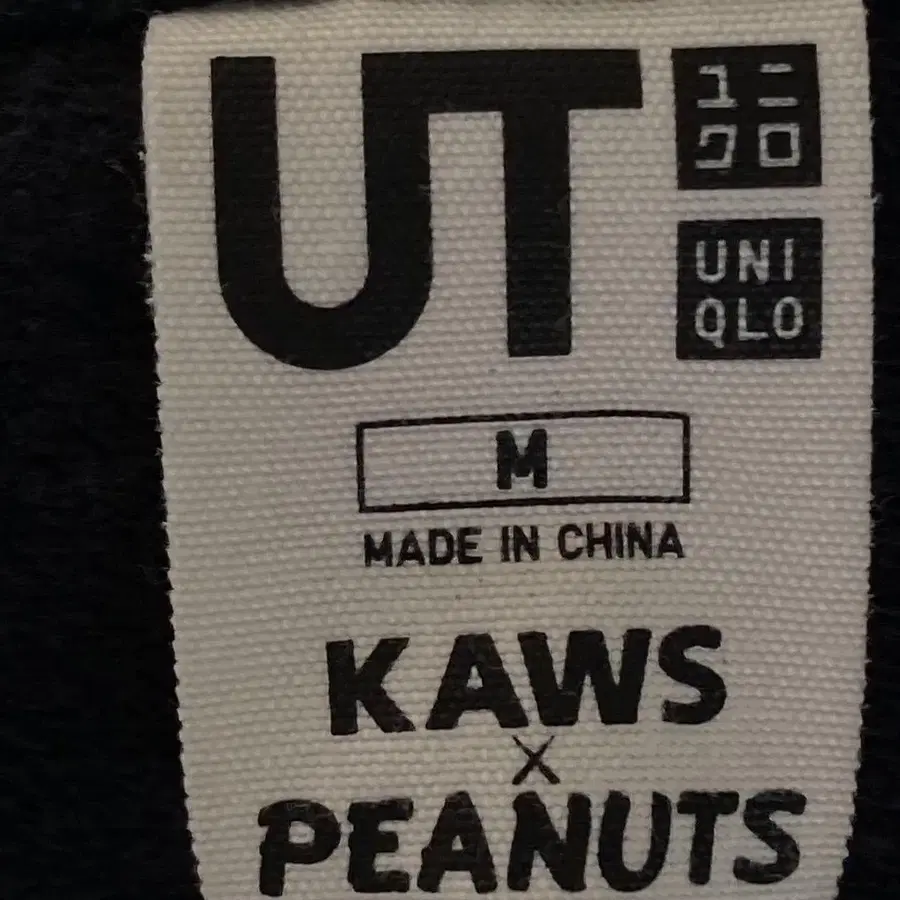 UT
ユニ
クロ
UNI
QLO
M
MADE IN CHINA
KAWS
×
PEANUTS